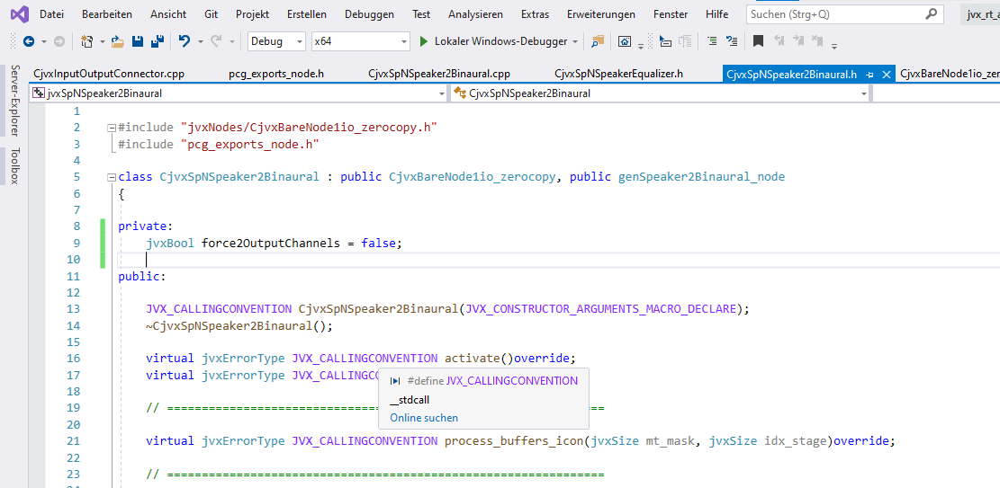 Datei Bearbeiten Ansicht Git Projekt Erstellen Debuggen Test Analysieren Extras Erweiterungen Fenster Hilfe Suchen (Strg+Q) jvx_rt_a
Debug x64 Lokaler Windows-Debugger
Server-Explorer
Toolbox
CjvxInputOutputConnector.cpp pcg_exports_node.h CjvxSpNSpeaker2Binaural.cpp CjvxSpNSpeakerEqualizer.h CjvxSpNSpeaker2Binaural.h CjvxBareNode1io_zer
jvxSpNSpeaker2Binaural CjvxSpNSpeaker2Binaural
1
2 #include "jvxNodes/CjvxBareNode1io_zerocopy.h"
3 #include "pcg_exports_node.h"
4
5 class CjvxSpNSpeaker2Binaural : public CjvxBareNode1io_zerocopy, public genSpeaker2Binaural_node
6 {
7
8 private:
9 jvxBool force2OutputChannels = false;
10
11 public:
12
13 JVX_CALLINGCONVENTION CjvxSpNSpeaker2Binaural(JVX_CONSTRUCTOR_ARGUMENTS_MACRO_DECLARE);
14 ~CjvxSpNSpeaker2Binaural();
15
16 virtual jvxErrorType JVX_CALLINGCONVENTION activate()override;
17 virtual jvxErrorType JVX_CALLINGC
#define JVX_CALLINGCONVENTION
18
__stdcall
19 // ================================================================
Online suchen
20
21 virtual jvxErrorType JVX_CALLINGCONVENTION process_buffers_icon(jvxSize mt_mask, jvxSize idx_stage)override;
22
23 // ================================================================